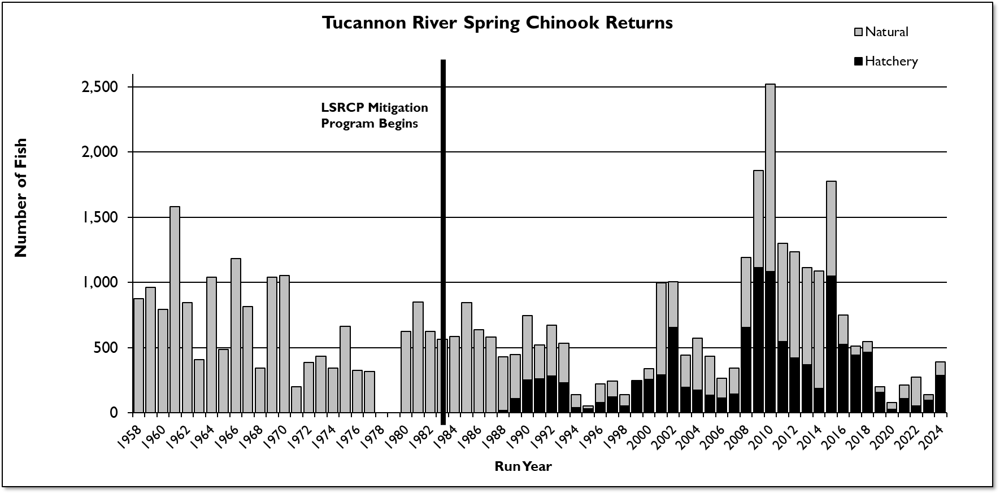 Tucannon River Spring Chinook Returns
Natural
Hatchery
LSRCP Mitigation
Program Begins
Number of Fish
2,500
2,000
1,500
1,000
500
0
1958 1960 1962 1964 1966 1968 1970 1972 1974 1976 1978 1980 1982 1984 1986 1988 1990 1992 1994 1996 1998 2000 2002 2004 2006 2008 2010 2012 2014 2016 2018 2020 2022 2024
Run Year